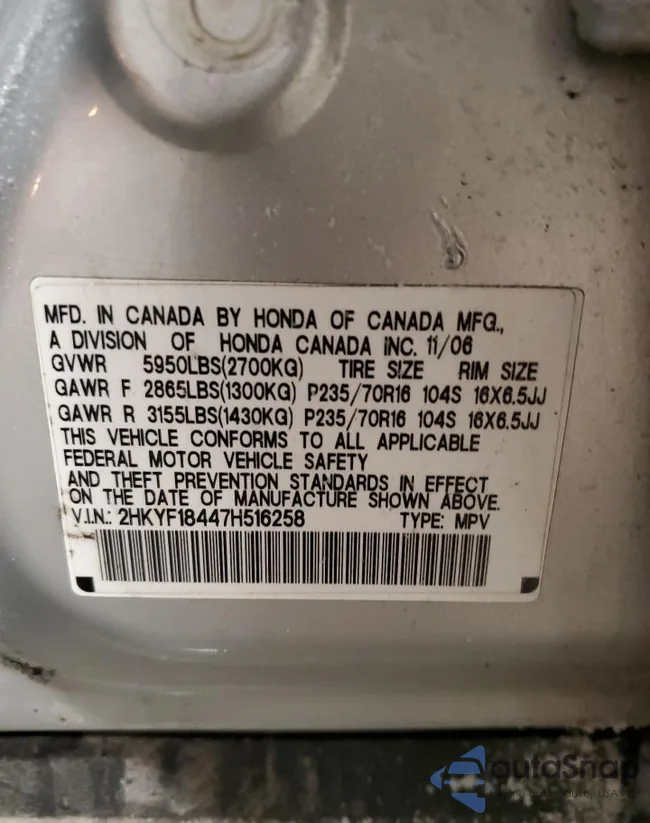 MFD. IN CANADA BY HONDA OF CANADA MFG.,
A DIVISION OF HONDA CANADA INC. 11/06
GVWR 5950LBS(2700KG) TIRE SIZE RIM SIZE
GAWR F 2865LBS(1300KG) P235/70R16 104S 16X6.5JJ
GAWR R 3155LBS(1430KG) P235/70R16 104S 16X6.5JJ
THIS VEHICLE CONFORMS TO ALL APPLICABLE
FEDERAL MOTOR VEHICLE SAFETY
AND THEFT PREVENTION STANDARDS IN EFFECT
ON THE DATE OF MANUFACTURE SHOWN ABOVE.
V.I.N.: 2HKYF18447H516258 TYPE: MPV
autaSnap